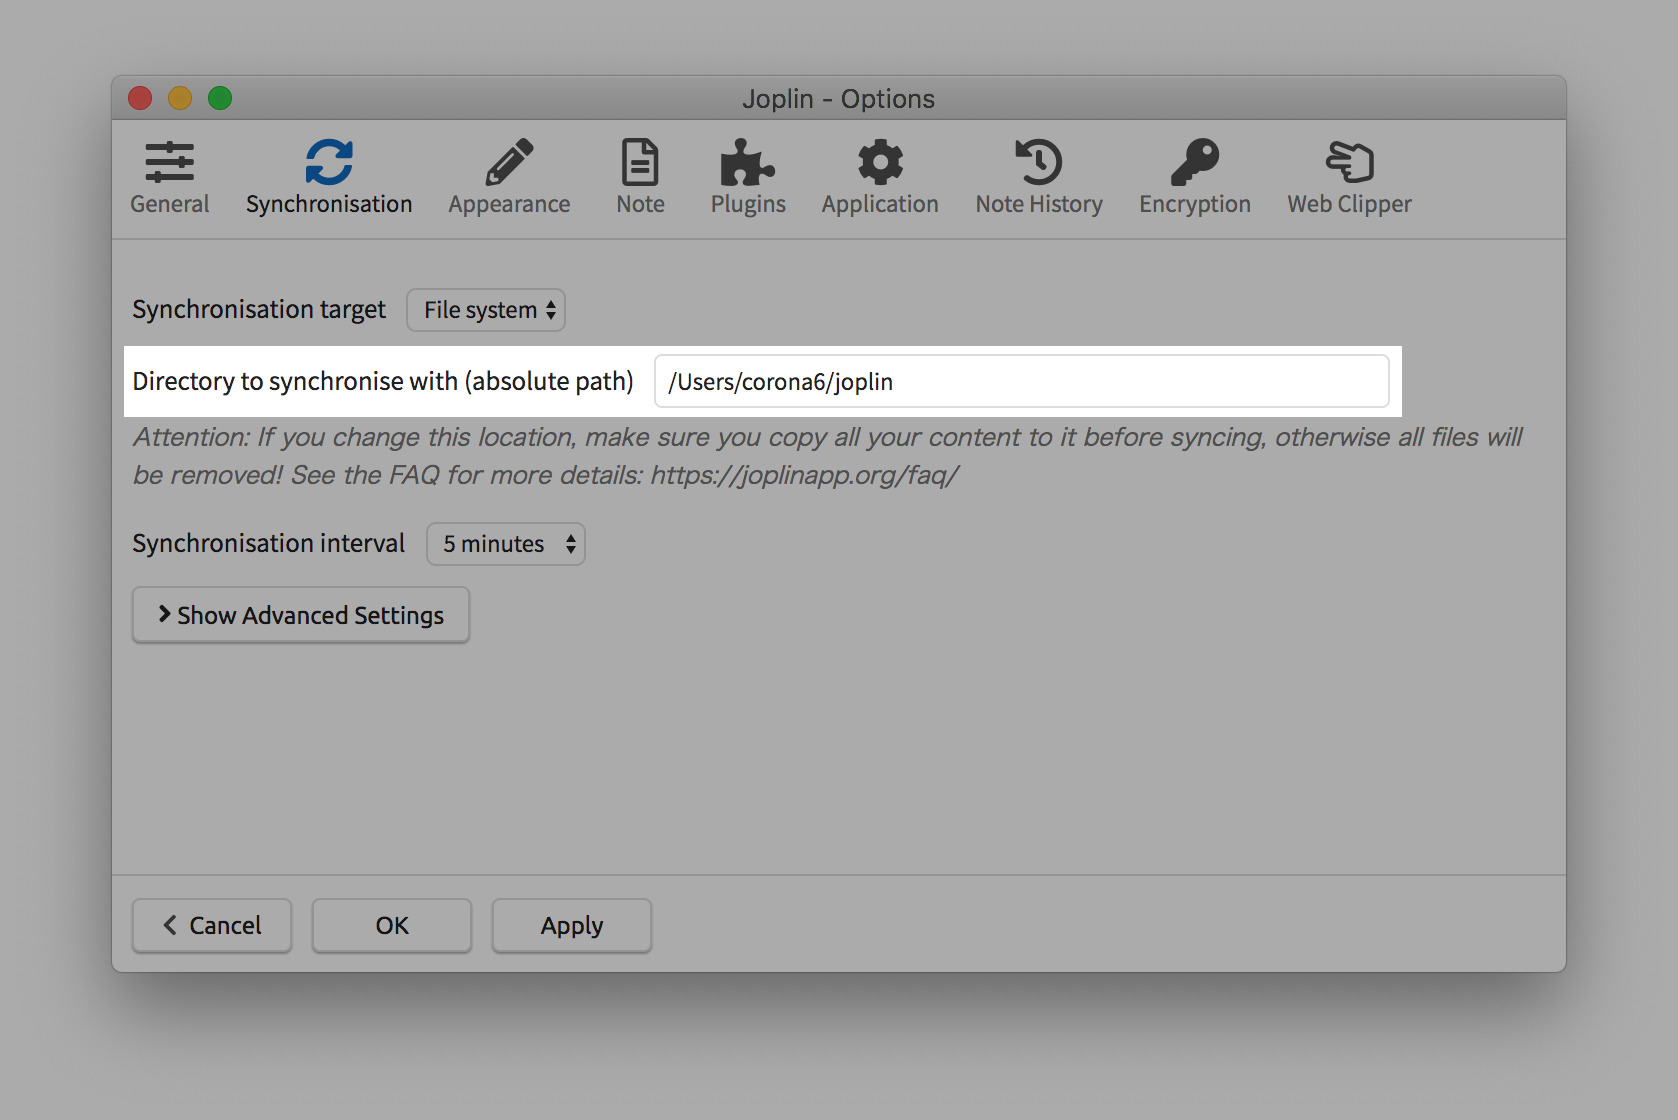 Joplin - Options
General Synchronisation Appearance Note Plugins Application Note History Encryption Web Clipper
Synchronisation target File system
Directory to synchronise with (absolute path) /Users/corona6/joplin
Attention: If you change this location, make sure you copy all your content to it before syncing, otherwise all files will
be removed! See the FAQ for more details: https://joplinapp.org/faq/
Synchronisation interval 5 minutes
Show Advanced Settings
Cancel OK Apply